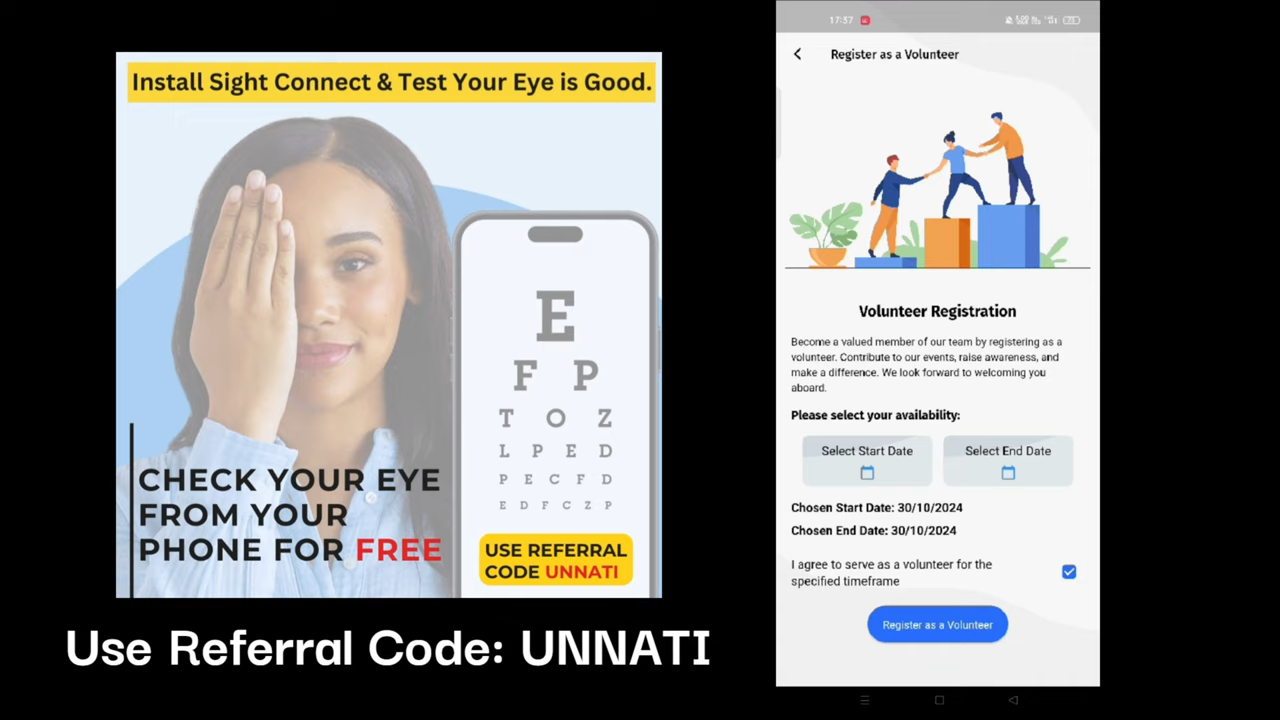 Install Sight Connect & Test Your Eye is Good.
E
F P
T O Z
L P E D
P E C F D
E D F C Z P
CHECK YOUR EYE
FROM YOUR
PHONE FOR FREE
USE REFERRAL
CODE UNNATI
Use Referral Code: UNNATI
17:37
Register as a Volunteer
Volunteer Registration
Become a valued member of our team by registering as a
volunteer. Contribute to our events, raise awareness, and
make a difference. We look forward to welcoming you
aboard.
Please select your availability:
Select Start Date
Select End Date
Chosen Start Date: 30/10/2024
Chosen End Date: 30/10/2024
I agree to serve as a volunteer for the
specified timeframe
Register as a Volunteer